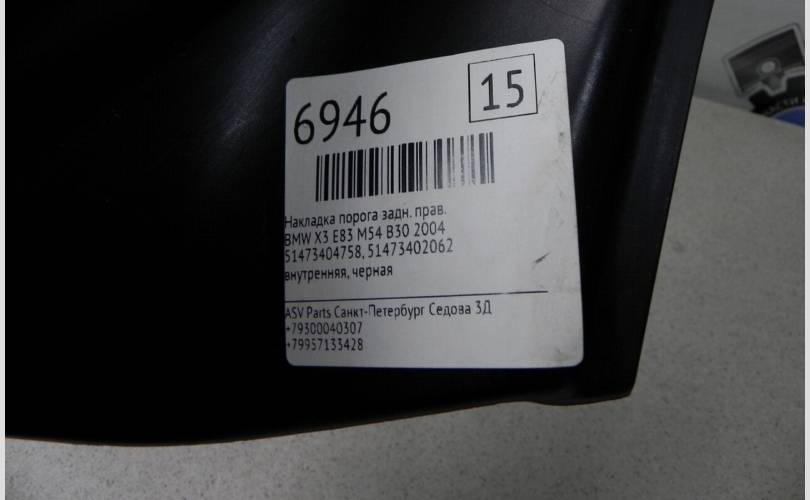 6946
15
Накладка порога задн. прав.
BMW X3 E83 M54 B30 2004
51473404758, 51473402062
внутренняя, черная
ASV Parts Санкт-Петербург Седова 3Д
+79300040307
+79957133428